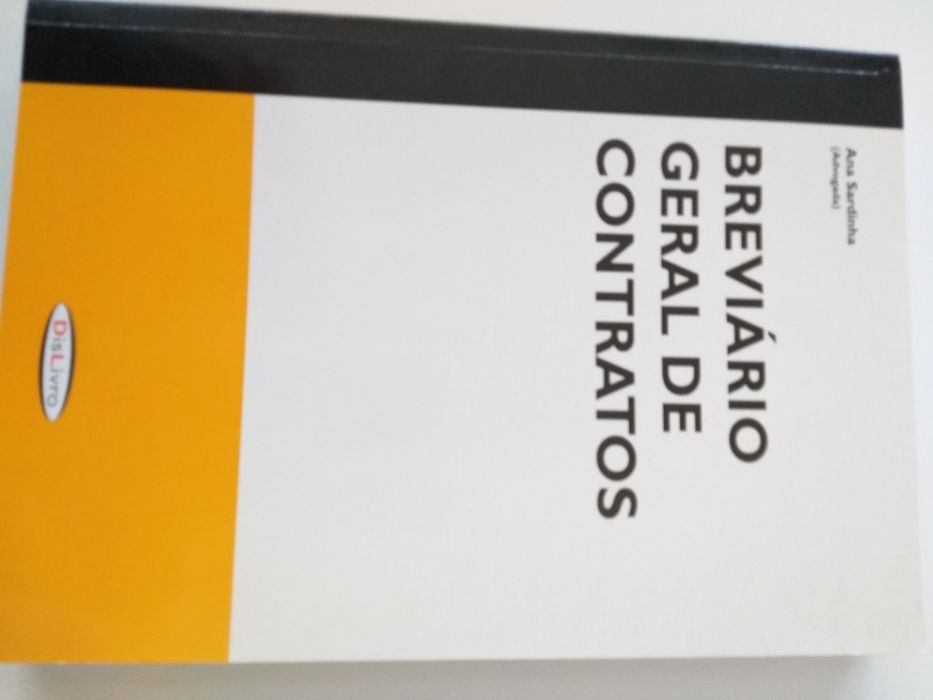 Ana Sardinha
(Advogada)
BREVIÁRIO
GERAL DE
CONTRATOS
DisLivro